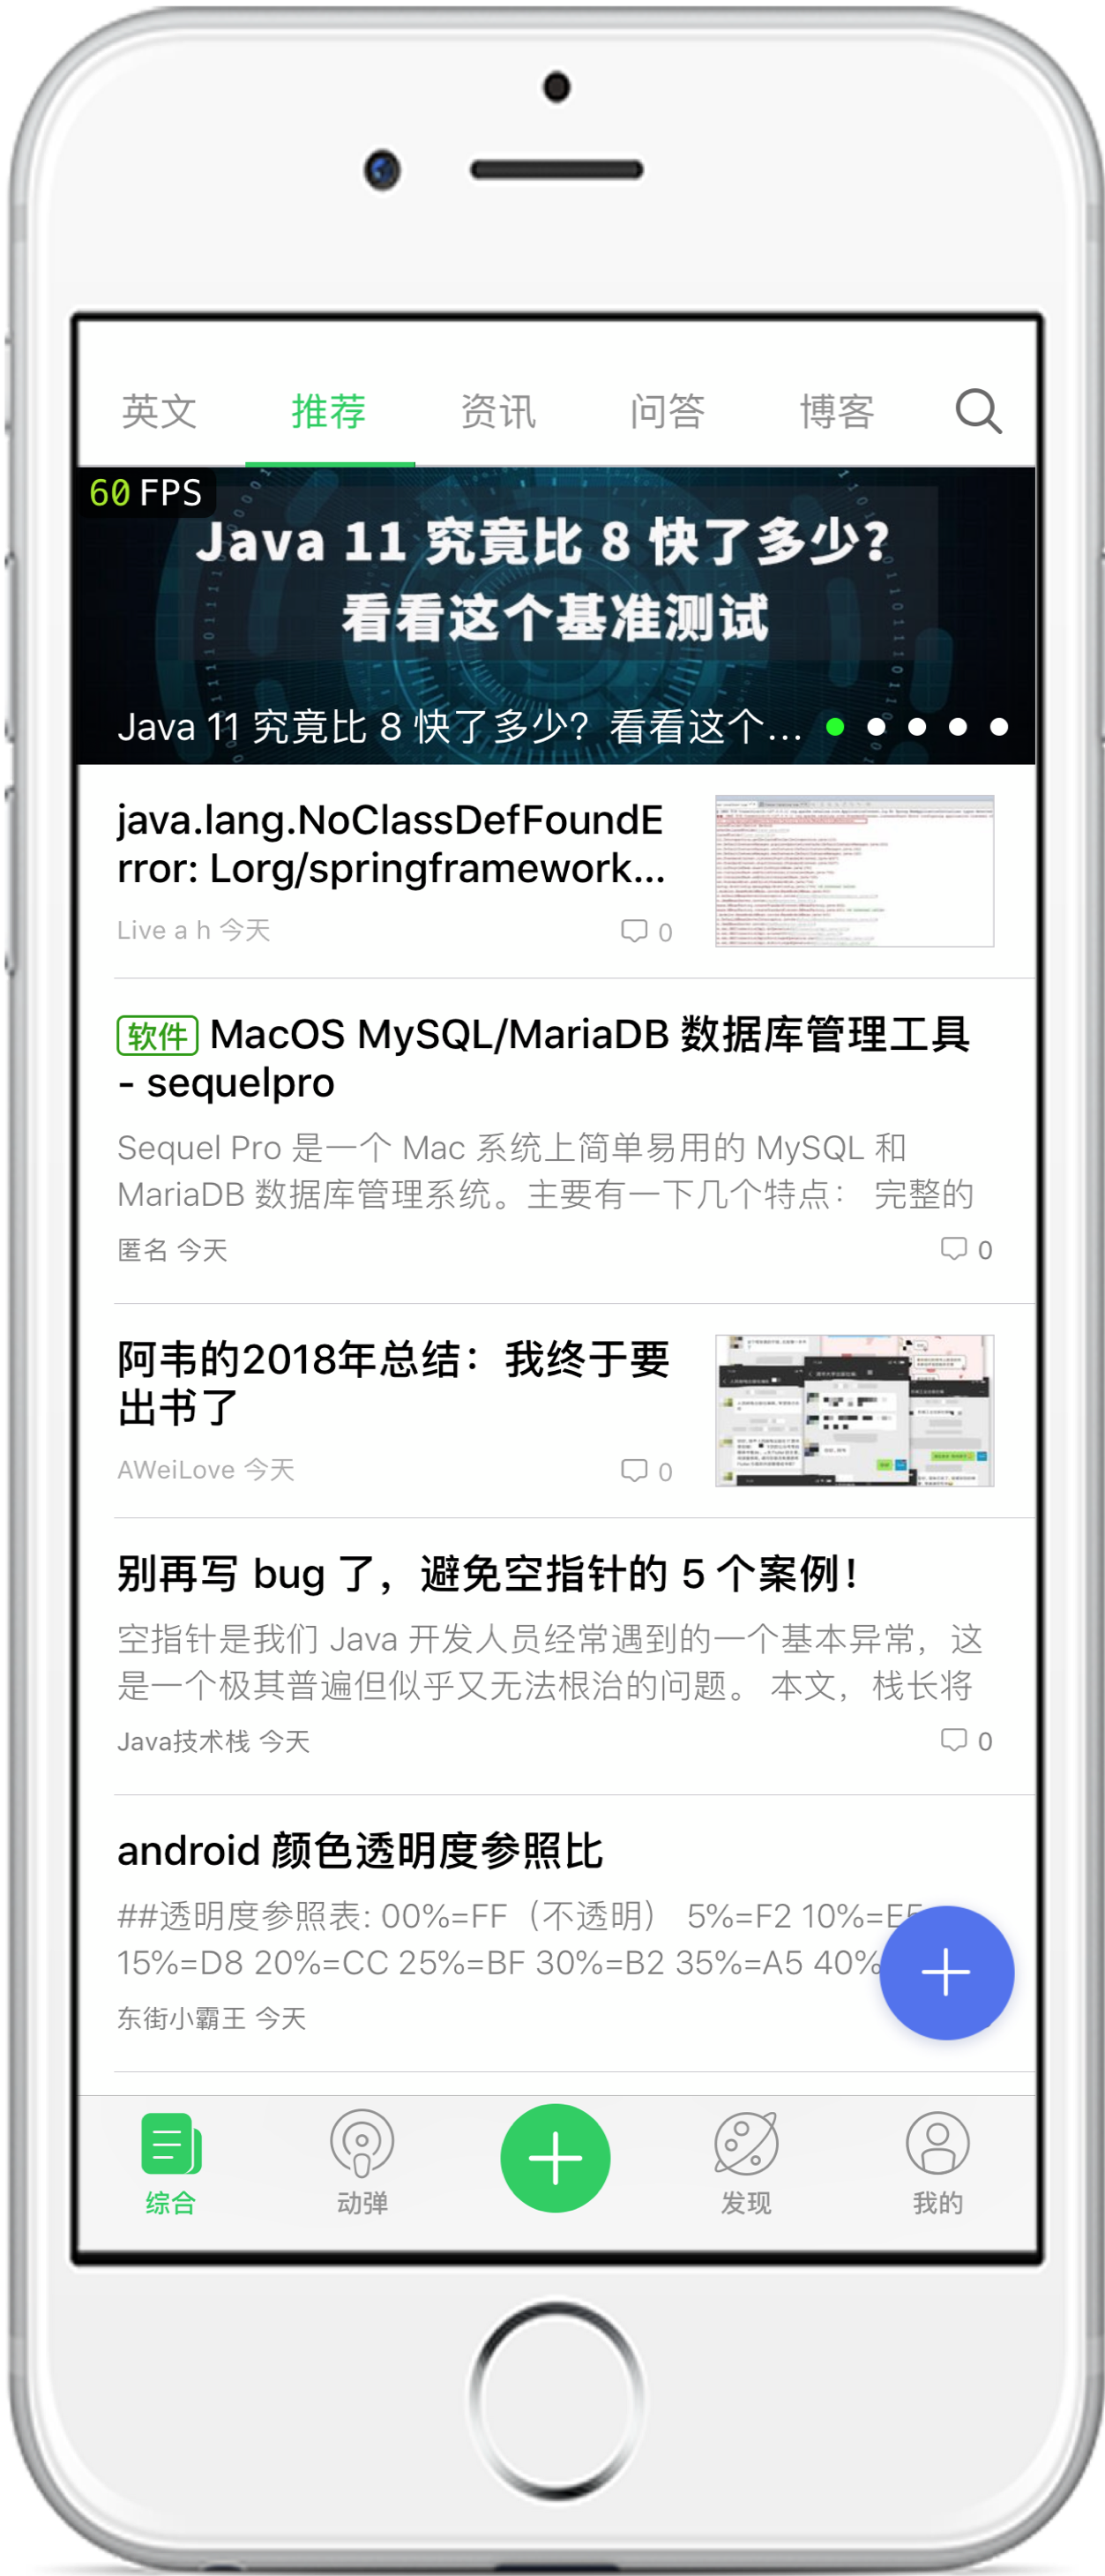 英文 推荐 资讯 问答 博客
60 FPS
Java 11 究竟比 8 快了多少?
看看这个基准测试
Java 11 究竟比 8 快了多少？看看这个...
java.lang.NoClassDefFoundE
rror: Lorg/springframework...
Live a h 今天 0
软件 MacOS MySQL/MariaDB 数据库管理工具
- sequelpro
Sequel Pro 是一个 Mac 系统上简单易用的 MySQL 和
MariaDB 数据库管理系统。主要有一下几个特点： 完整的
匿名 今天 0
阿韦的2018年总结：我终于要
出书了
AWeiLove 今天 0
别再写 bug 了，避免空指针的 5 个案例！
空指针是我们 Java 开发人员经常遇到的一个基本异常，这
是一个极其普遍但似乎又无法根治的问题。 本文，栈长将
Java技术栈 今天 0
android 颜色透明度参照比
##透明度参照表: 00%=FF（不透明） 5%=F2 10%=E5
15%=D8 20%=CC 25%=BF 30%=B2 35%=A5 40%
东街小霸王 今天
综合 动弹 发现 我的